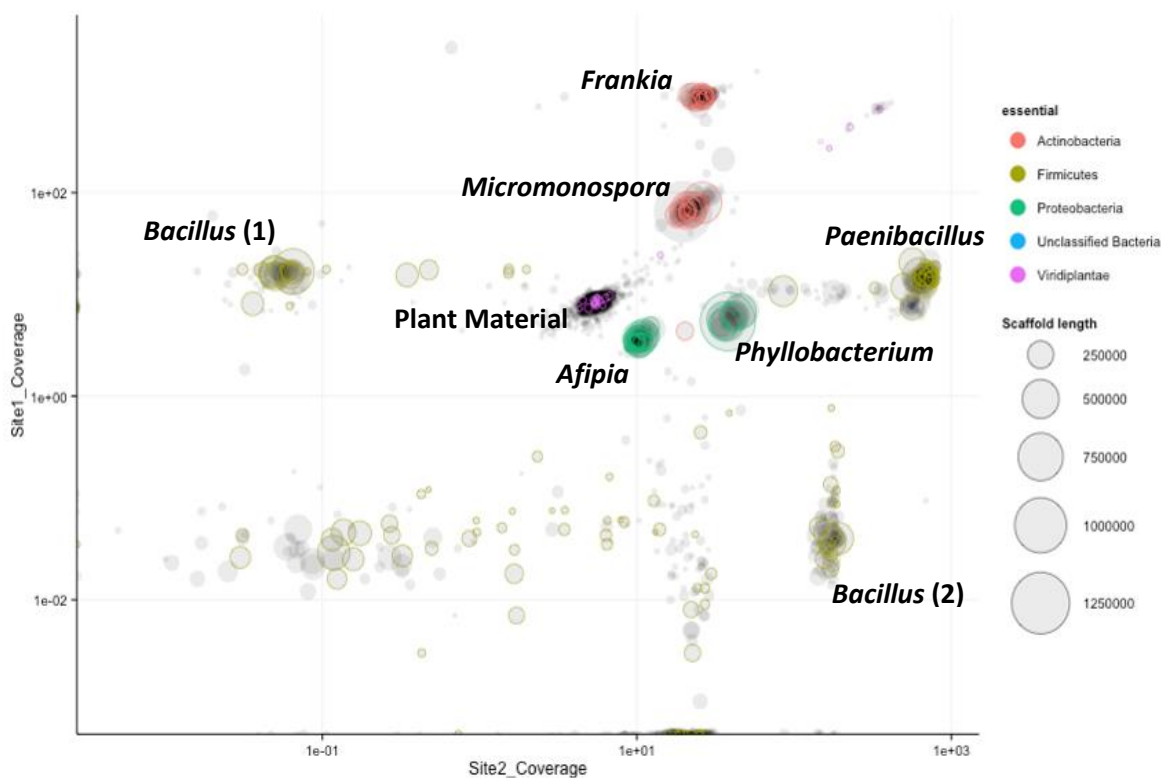 Frankia
essential
Actinobacteria
Firmicutes
Proteobacteria
Unclassified Bacteria
Viridiplantae
Micromonospora
Bacillus (1)
Paenibacillus
Plant Material
Afipia
Phyllobacterium
Bacillus (2)
Scaffold length
250000
500000
750000
1000000
1250000
Site1_Coverage
1e+02
1e+00
1e-02
1e-01
1e+01
1e+03
Site2_Coverage